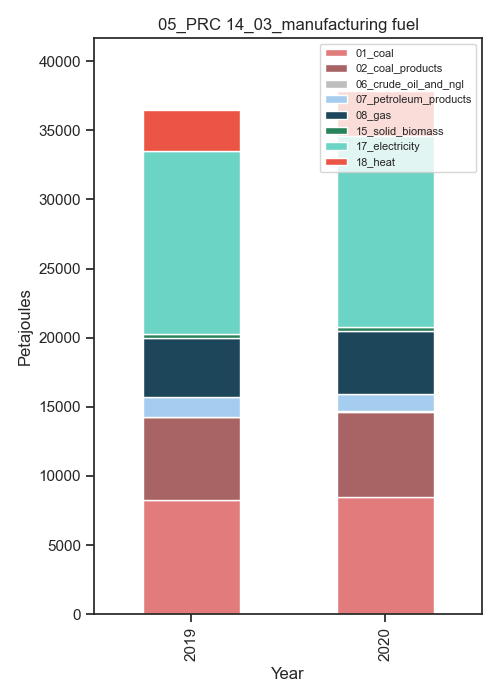 05_PRC 14_03_manufacturing fuel
01_coal
02_coal_products
06_crude_oil_and_ngl
07_petroleum_products
08_gas
15_solid_biomass
17_electricity
18_heat
40000
35000
30000
25000
20000
15000
10000
5000
0
Petajoules
2019
2020
Year